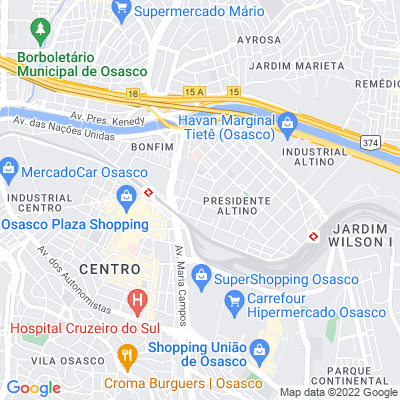 Supermercado Mário
AYROSA
Borboletário
Municipal de Osasco
JARDIM MARIETA
REMÉDIO
15 A
15
16
Av. Pres. Kenedy
Av. das Nações Unidas
Havan Marginal
Tietê (Osasco)
374
BONFIM
INDUSTRIAL
ALTINO
MercadoCar Osasco
INDUSTRIAL
CENTRO
PRESIDENTE
ALTINO
Osasco Plaza Shopping
JARDIM
WILSON I
Av. dos Autonomistas
CENTRO
Av. Maria Campos
SuperShopping Osasco
Carrefour
Hipermercado Osasco
Hospital Cruzeiro do Sul
H
Shopping União
de Osasco
VILA OSASCO
Croma Burguers | Osasco
PARQUE
CONTINENTAL
Google
Map data ©2022 Google